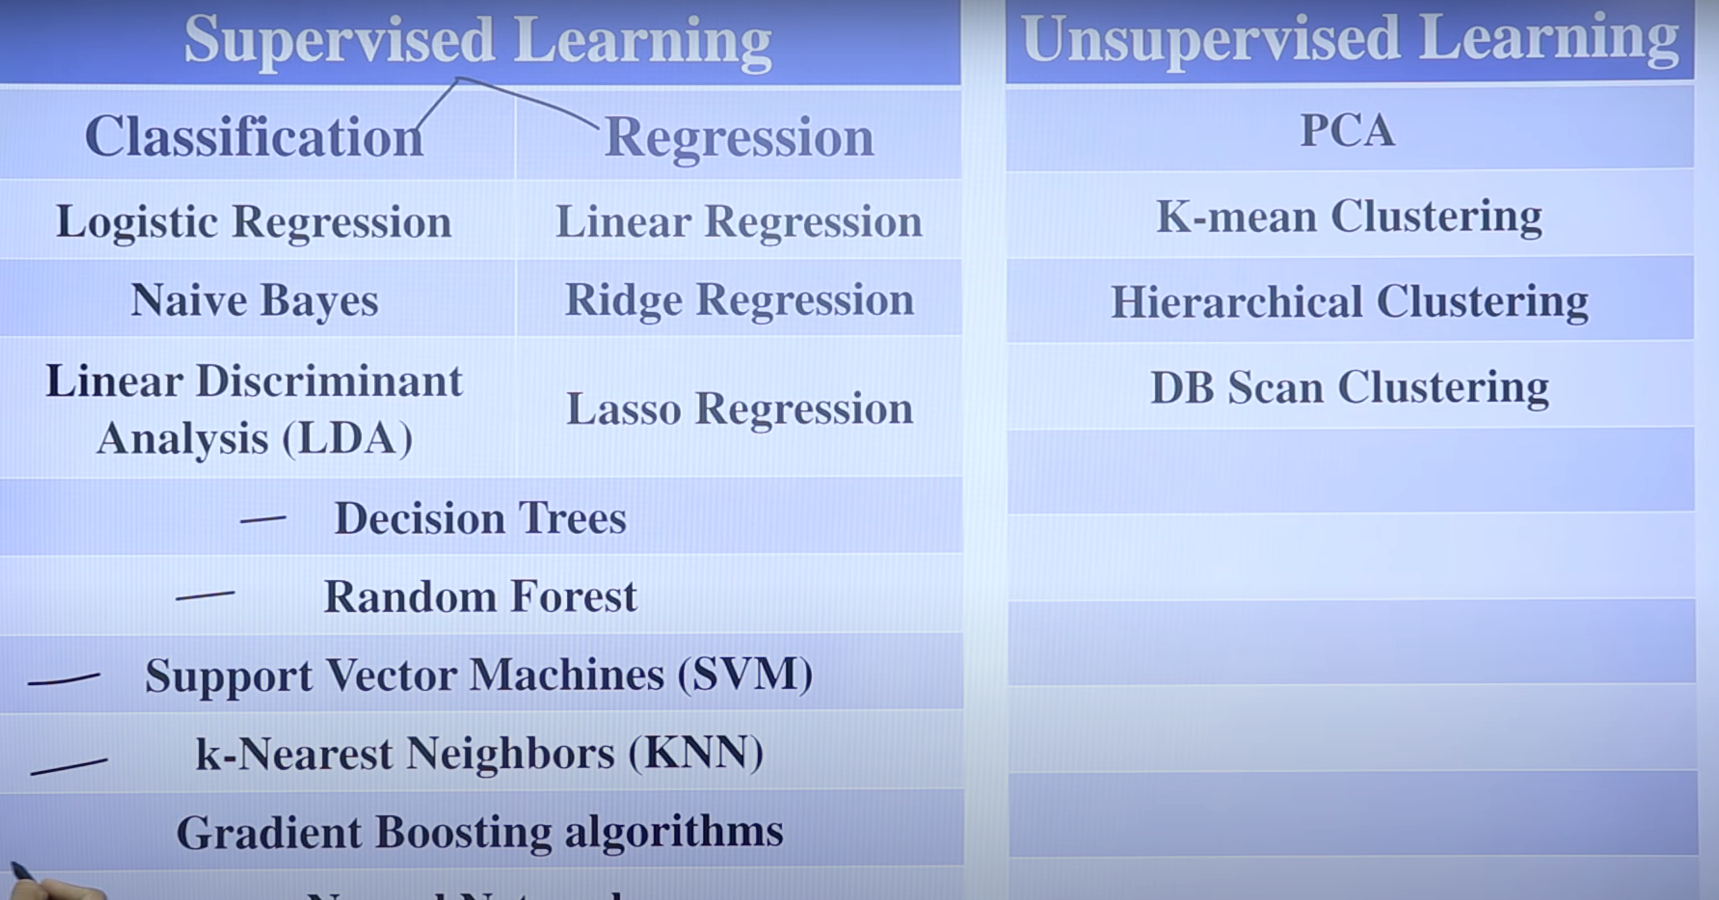 Supervised Learning
Classification
Regression
Logistic Regression
Linear Regression
Naive Bayes
Ridge Regression
Linear Discriminant
Analysis (LDA)
Lasso Regression
Decision Trees
Random Forest
Support Vector Machines (SVM)
k-Nearest Neighbors (KNN)
Gradient Boosting algorithms
Unsupervised Learning
PCA
K-mean Clustering
Hierarchical Clustering
DB Scan Clustering